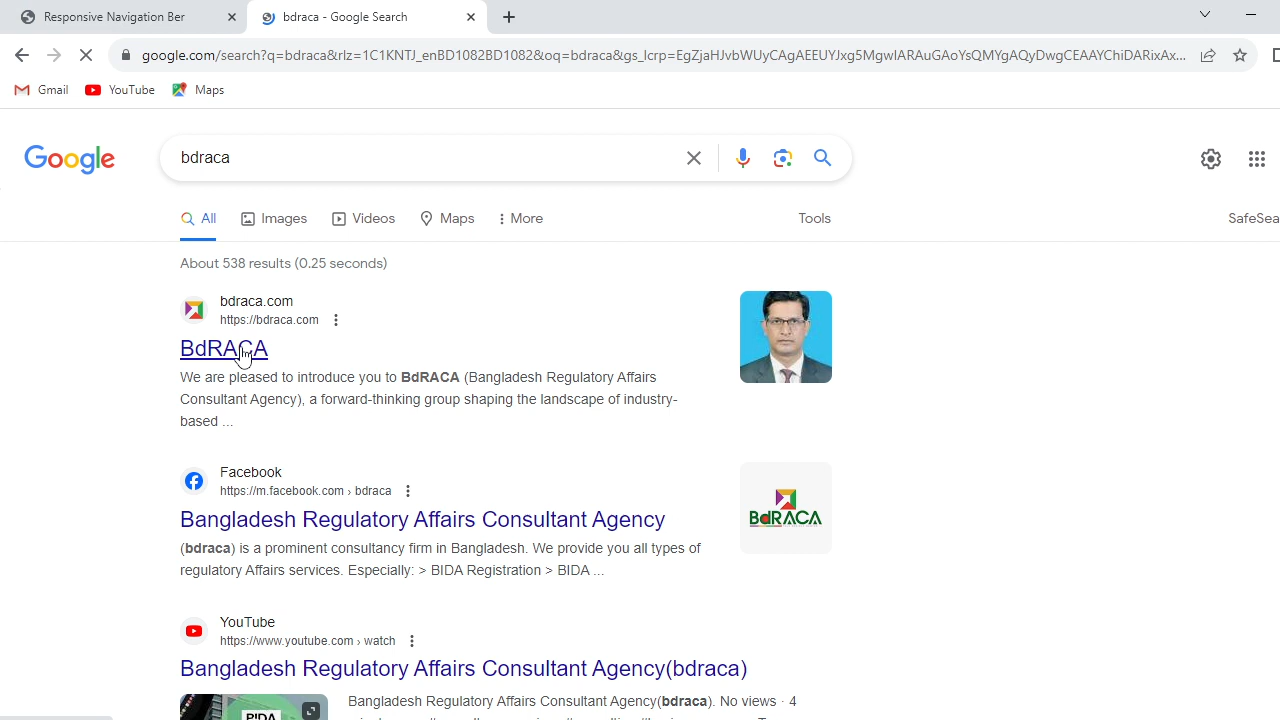 Responsive Navigation Ber
bdraca - Google Search
google.com/search?q=bdraca&rlz=1C1KNTJ_enBD1082BD1082&oq=bdraca&gs_lcrp=EgZjaHJvbWUyCAgAEEUYJxg5MgwIARAuGAoYsQMYgAQyDwgCEAAYChiDARixAx...
Gmail
YouTube
Maps
Google
bdraca
All
Images
Videos
Maps
More
Tools
SafeSea
About 538 results (0.25 seconds)
bdraca.com
https://bdraca.com
BdRACA
We are pleased to introduce you to BdRACA (Bangladesh Regulatory Affairs
Consultant Agency), a forward-thinking group shaping the landscape of industry-
based ...
Facebook
https://m.facebook.com › bdraca
Bangladesh Regulatory Affairs Consultant Agency
(bdraca) is a prominent consultancy firm in Bangladesh. We provide you all types of
regulatory Affairs services. Especially: > BIDA Registration > BIDA ...
BdRACA
YouTube
https://www.youtube.com › watch
Bangladesh Regulatory Affairs Consultant Agency(bdraca)
BIDA
Bangladesh Regulatory Affairs Consultant Agency(bdraca). No views · 4